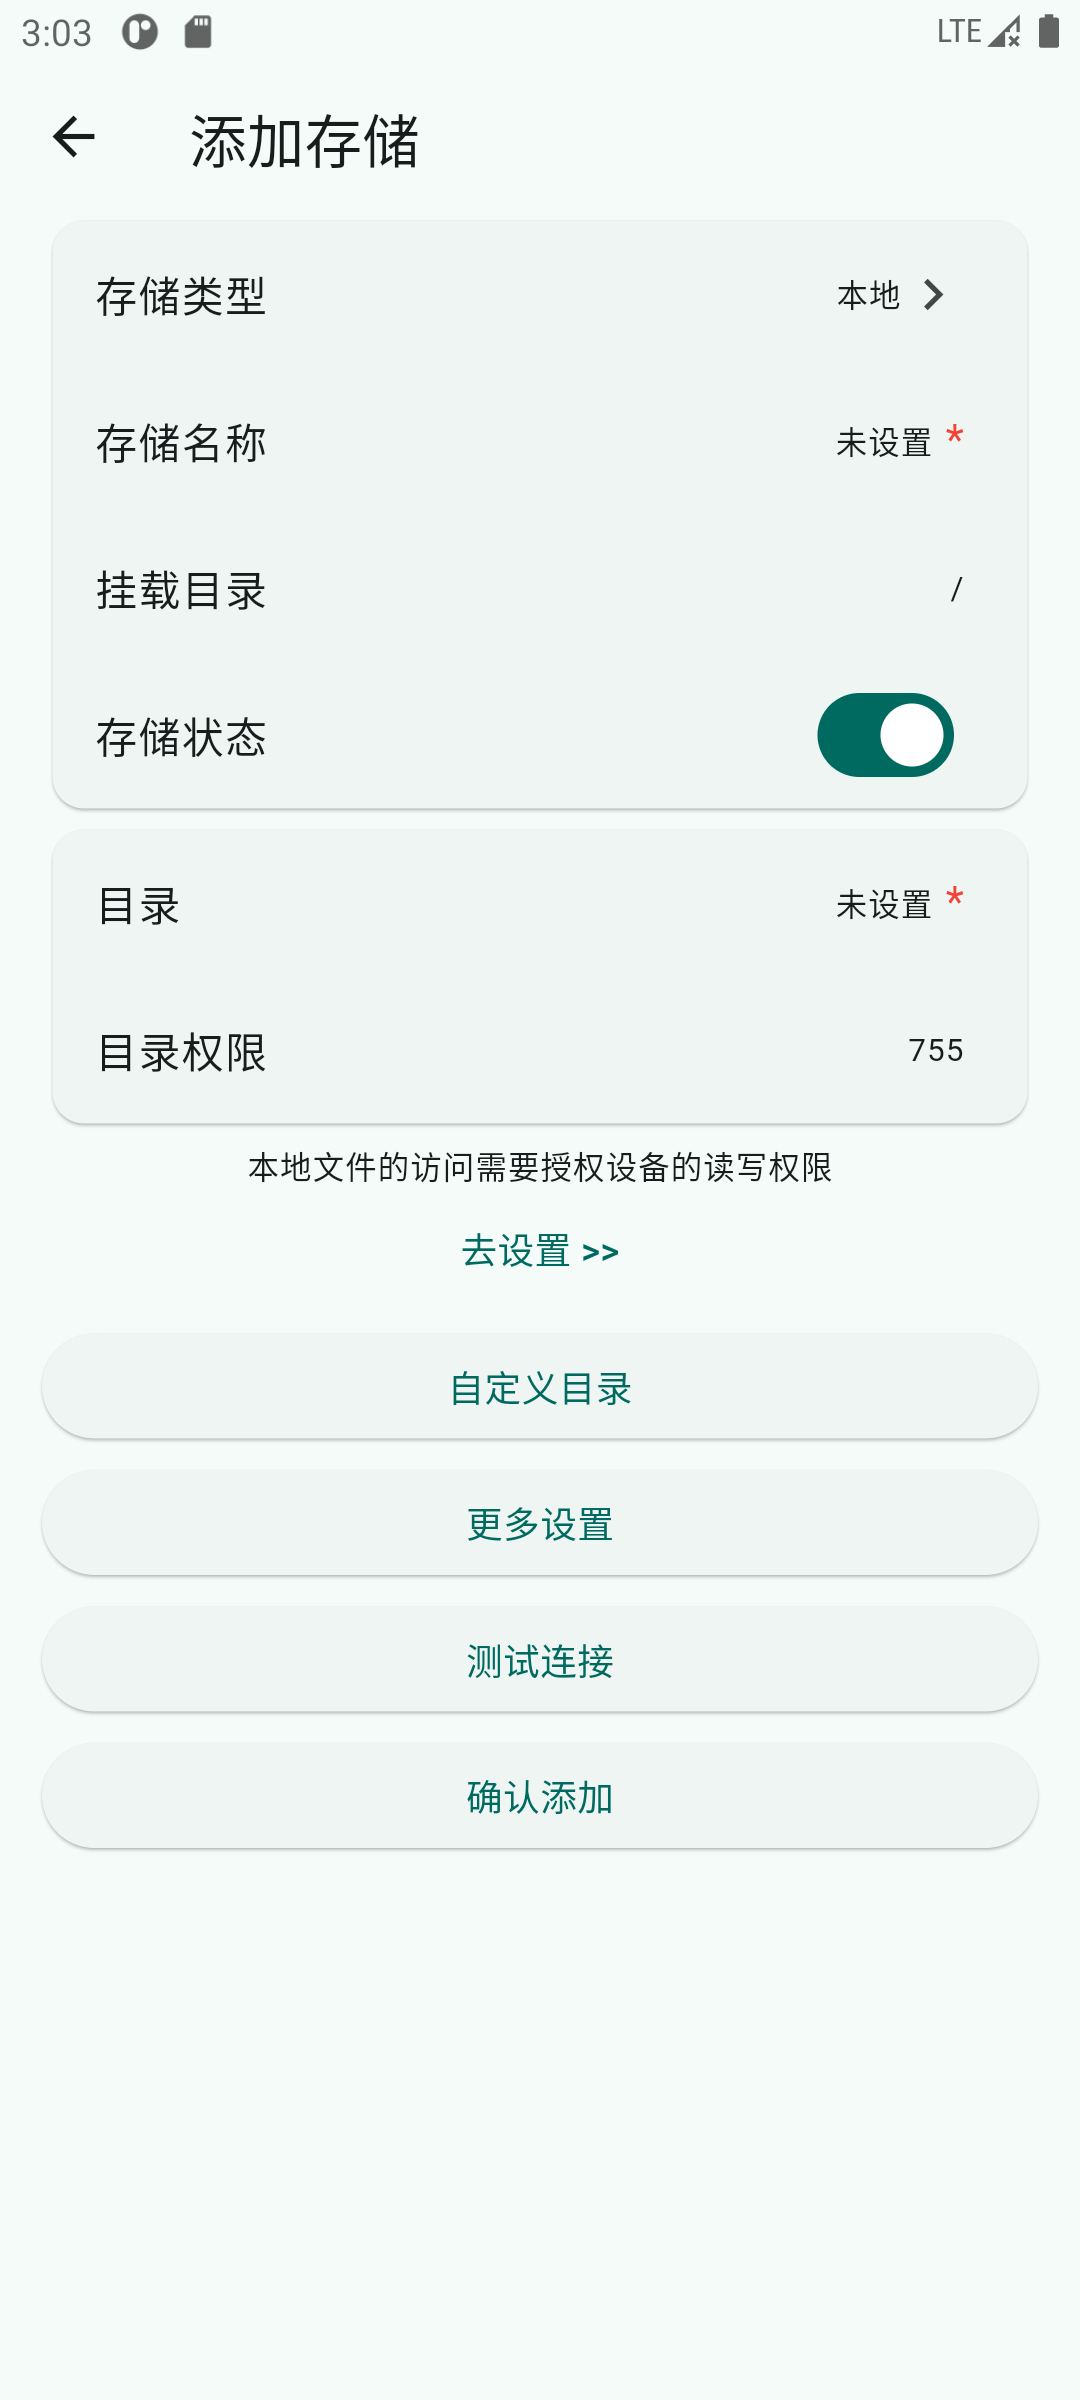 3:03
LTE
添加存储
存储类型
本地
存储名称
未设置 *
挂载目录
/
存储状态
目录
未设置 *
目录权限
755
本地文件的访问需要授权设备的读写权限
去设置 >>
自定义目录
更多设置
测试连接
确认添加